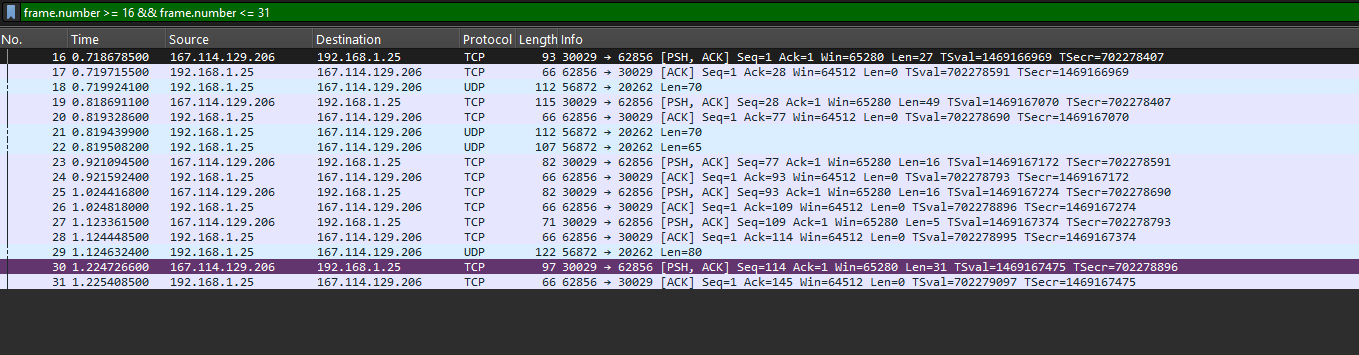 frame.number >= 16 && frame.number <= 31
No. Time Source Destination Protocol Length Info
16 0.718678500 167.114.129.206 192.168.1.25 TCP 93 30029 → 62856 [PSH, ACK] Seq=1 Ack=1 Win=65280 Len=27 TSval=1469166969 TSecr=702278407
17 0.719715500 192.168.1.25 167.114.129.206 TCP 66 62856 → 30029 [ACK] Seq=1 Ack=28 Win=64512 Len=0 TSval=702278591 TSecr=1469166969
18 0.719924100 192.168.1.25 167.114.129.206 UDP 112 56872 → 20262 Len=70
19 0.818691100 167.114.129.206 192.168.1.25 TCP 115 30029 → 62856 [PSH, ACK] Seq=28 Ack=1 Win=65280 Len=49 TSval=1469167070 TSecr=702278407
20 0.819328600 192.168.1.25 167.114.129.206 TCP 66 62856 → 30029 [ACK] Seq=1 Ack=77 Win=64512 Len=0 TSval=702278690 TSecr=1469167070
21 0.819439900 192.168.1.25 167.114.129.206 UDP 112 56872 → 20262 Len=70
22 0.819508200 192.168.1.25 167.114.129.206 UDP 107 56872 → 20262 Len=65
23 0.921094500 167.114.129.206 192.168.1.25 TCP 82 30029 → 62856 [PSH, ACK] Seq=77 Ack=1 Win=65280 Len=16 TSval=1469167172 TSecr=702278591
24 0.921592400 192.168.1.25 167.114.129.206 TCP 66 62856 → 30029 [ACK] Seq=1 Ack=93 Win=64512 Len=0 TSval=702278793 TSecr=1469167172
25 1.024416800 167.114.129.206 192.168.1.25 TCP 82 30029 → 62856 [PSH, ACK] Seq=93 Ack=1 Win=65280 Len=16 TSval=1469167274 TSecr=702278690
26 1.024818000 192.168.1.25 167.114.129.206 TCP 66 62856 → 30029 [ACK] Seq=1 Ack=109 Win=64512 Len=0 TSval=702278896 TSecr=1469167274
27 1.123361500 167.114.129.206 192.168.1.25 TCP 71 30029 → 62856 [PSH, ACK] Seq=109 Ack=1 Win=65280 Len=5 TSval=1469167374 TSecr=702278793
28 1.124448500 192.168.1.25 167.114.129.206 TCP 66 62856 → 30029 [ACK] Seq=1 Ack=114 Win=64512 Len=0 TSval=702278995 TSecr=1469167374
29 1.124632400 192.168.1.25 167.114.129.206 UDP 122 56872 → 20262 Len=80
30 1.224726600 167.114.129.206 192.168.1.25 TCP 97 30029 → 62856 [PSH, ACK] Seq=114 Ack=1 Win=65280 Len=31 TSval=1469167475 TSecr=702278896
31 1.225408500 192.168.1.25 167.114.129.206 TCP 66 62856 → 30029 [ACK] Seq=1 Ack=145 Win=64512 Len=0 TSval=702279097 TSecr=1469167475